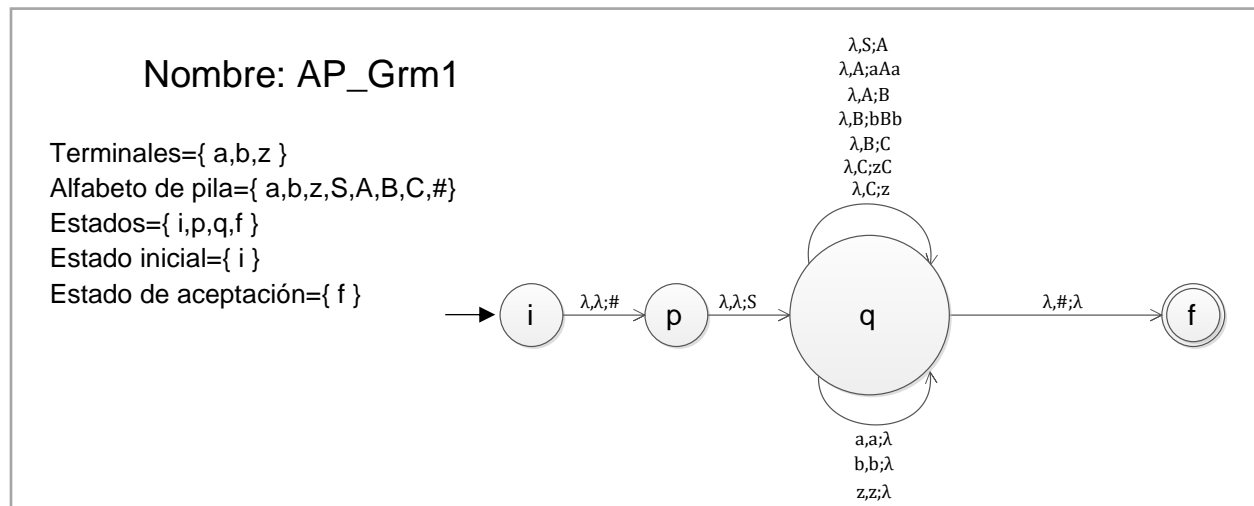 Nombre: AP_Grm1
Terminales={ a,b,z }
Alfabeto de pila={ a,b,z,S,A,B,C,#}
Estados={ i,p,q,f }
Estado inicial={ i }
Estado de aceptación={ f }
λ,S;A
λ,A;aAa
λ,A;B
λ,B;bBb
λ,B;C
λ,C;zC
λ,C;z
i
λ,λ;#
p
λ,λ;S
q
λ,#;λ
f
a,a;λ
b,b;λ
z,z;λ